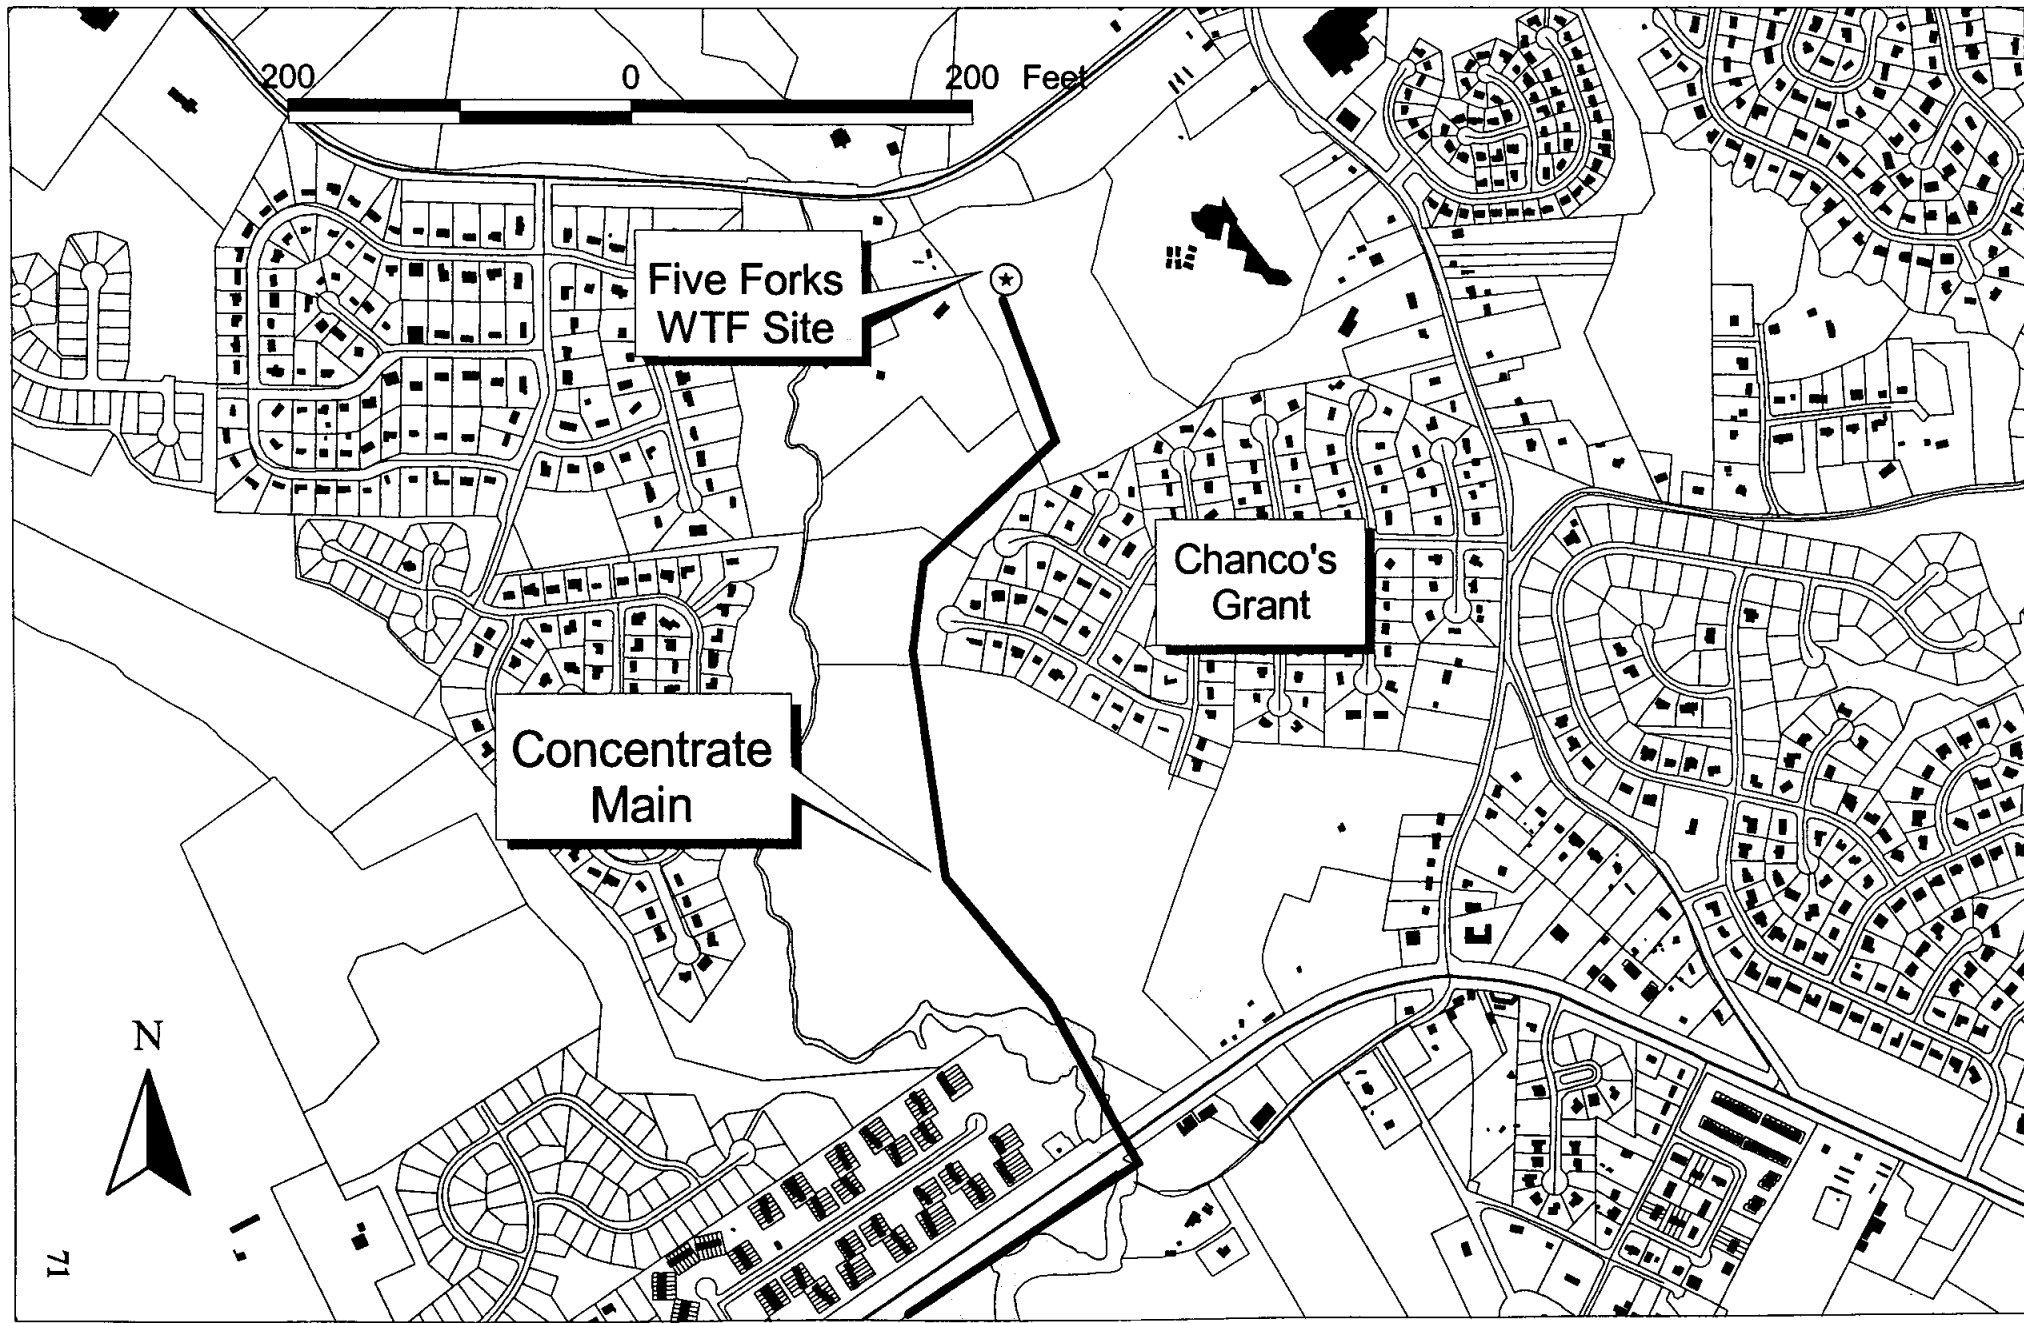 200 0 200 Feet
Five Forks
WTF Site
Chanco's
Grant
Concentrate
Main
N
71